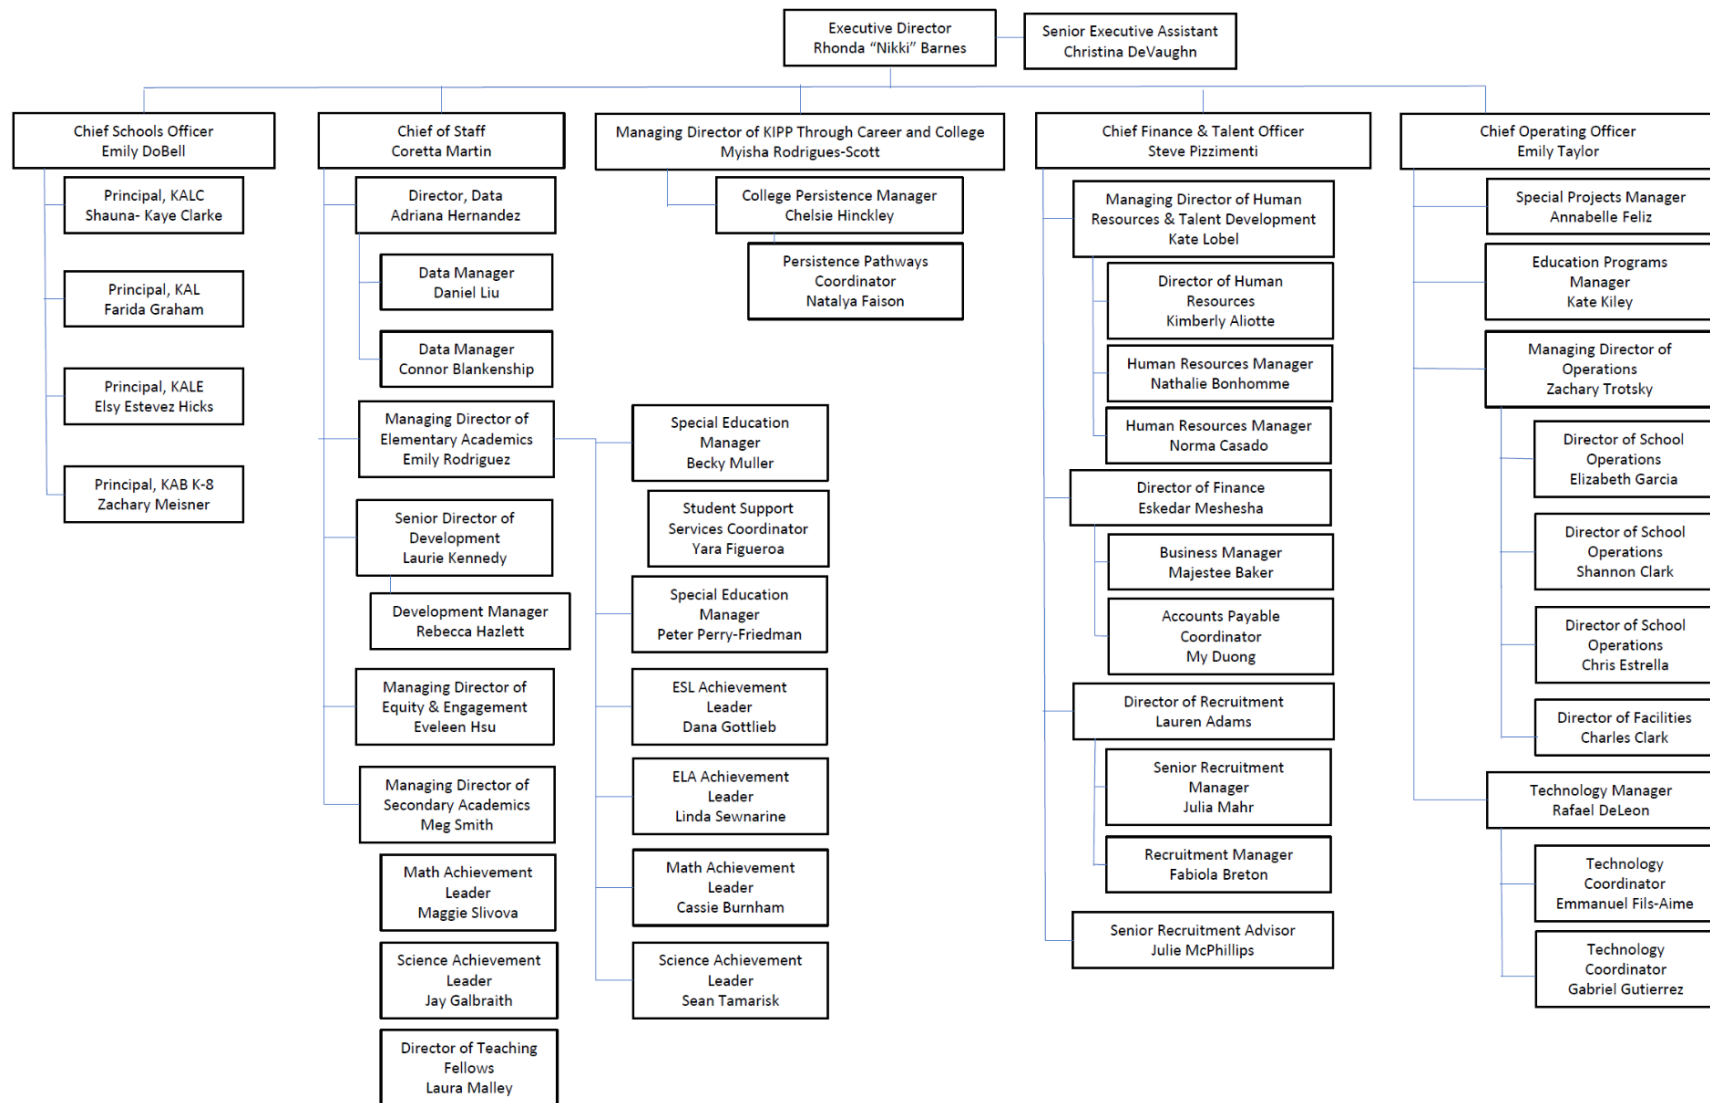 Executive Director
Rhonda “Nikki” Barnes
Senior Executive Assistant
Christina DeVaughn
Chief Schools Officer
Emily DoBell
Principal, KALC
Shauna- Kaye Clarke
Principal, KAL
Farida Graham
Principal, KALE
Elsy Estevez Hicks
Principal, KAB K-8
Zachary Meisner
Chief of Staff
Coretta Martin
Director, Data
Adriana Hernandez
Data Manager
Daniel Liu
Data Manager
Connor Blankenship
Managing Director of
Elementary Academics
Emily Rodriguez
Special Education
Manager
Becky Muller
Student Support
Services Coordinator
Yara Figueroa
Special Education
Manager
Peter Perry-Friedman
ESL Achievement
Leader
Dana Gottlieb
ELA Achievement
Leader
Linda Sewnarine
Math Achievement
Leader
Cassie Burnham
Science Achievement
Leader
Sean Tamarisk
Senior Director of
Development
Laurie Kennedy
Development Manager
Rebecca Hazlett
Managing Director of
Equity & Engagement
Eveleen Hsu
Managing Director of
Secondary Academics
Meg Smith
Math Achievement
Leader
Maggie Slivova
Science Achievement
Leader
Jay Galbraith
Director of Teaching
Fellows
Laura Malley
Managing Director of KIPP Through Career and College
Myisha Rodrigues-Scott
College Persistence Manager
Chelsie Hinckley
Persistence Pathways
Coordinator
Natalya Faison
Chief Finance & Talent Officer
Steve Pizzimenti
Managing Director of Human
Resources & Talent Development
Kate Lobel
Director of Human
Resources
Kimberly Aliotte
Human Resources Manager
Nathalie Bonhomme
Human Resources Manager
Norma Casado
Director of Finance
Eskedar Meshesha
Business Manager
Majestee Baker
Accounts Payable
Coordinator
My Duong
Director of Recruitment
Lauren Adams
Senior Recruitment
Manager
Julia Mahr
Recruitment Manager
Fabiola Breton
Senior Recruitment Advisor
Julie McPhillips
Chief Operating Officer
Emily Taylor
Special Projects Manager
Annabelle Feliz
Education Programs
Manager
Kate Kiley
Managing Director of
Operations
Zachary Trotsky
Director of School
Operations
Elizabeth Garcia
Director of School
Operations
Shannon Clark
Director of School
Operations
Chris Estrella
Director of Facilities
Charles Clark
Technology Manager
Rafael DeLeon
Technology
Coordinator
Emmanuel Fils-Aime
Technology
Coordinator
Gabriel Gutierrez